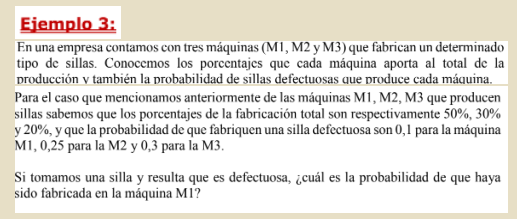 Ejemplo 3:
En una empresa contamos con tres máquinas (M1, M2 y M3) que fabrican un determinado
tipo de sillas. Conocemos los porcentajes que cada máquina aporta al total de la
producción y también la probabilidad de sillas defectuosas que produce cada máquina.
Para el caso que mencionamos anteriormente de las máquinas M1, M2, M3 que producen
sillas sabemos que los porcentajes de la fabricación total son respectivamente 50%, 30%
y 20%, y que la probabilidad de que fabriquen una silla defectuosa son 0,1 para la máquina
M1, 0,25 para la M2 y 0,3 para la M3.
Si tomamos una silla y resulta que es defectuosa, ¿cuál es la probabilidad de que haya
sido fabricada en la máquina M1?